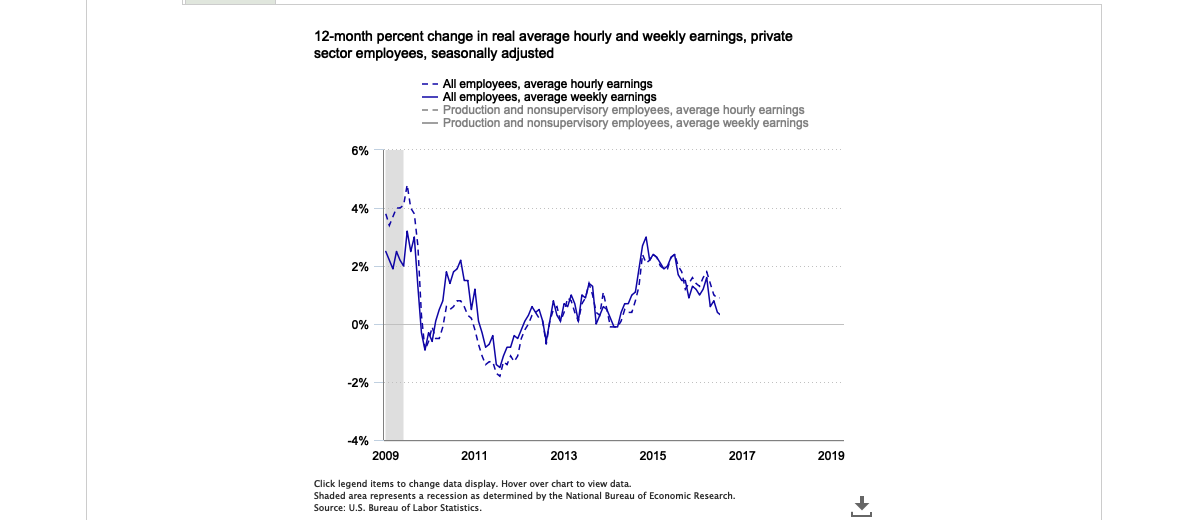 12-month percent change in real average hourly and weekly earnings, private
sector employees, seasonally adjusted
All employees, average hourly earnings
All employees, average weekly earnings
Production and nonsupervisory employees, average hourly earnings
Production and nonsupervisory employees, average weekly earnings
6%
4%
2%
0%
-2%
-4%
2009 2011 2013 2015 2017 2019
Click legend items to change data display. Hover over chart to view data.
Shaded area represents a recession as determined by the National Bureau of Economic Research.
Source: U.S. Bureau of Labor Statistics.